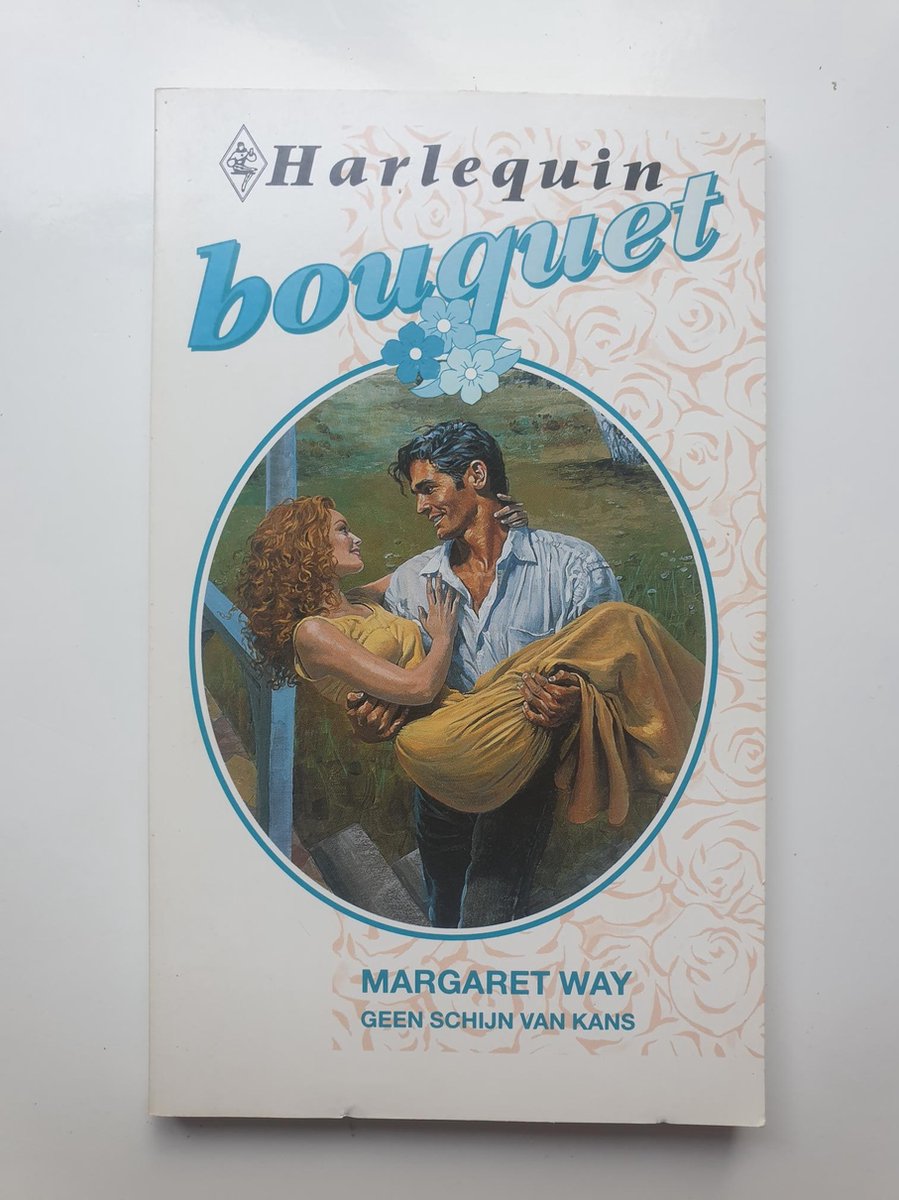 Harlequin
bouquet
MARGARET WAY
GEEN SCHIJN VAN KANS